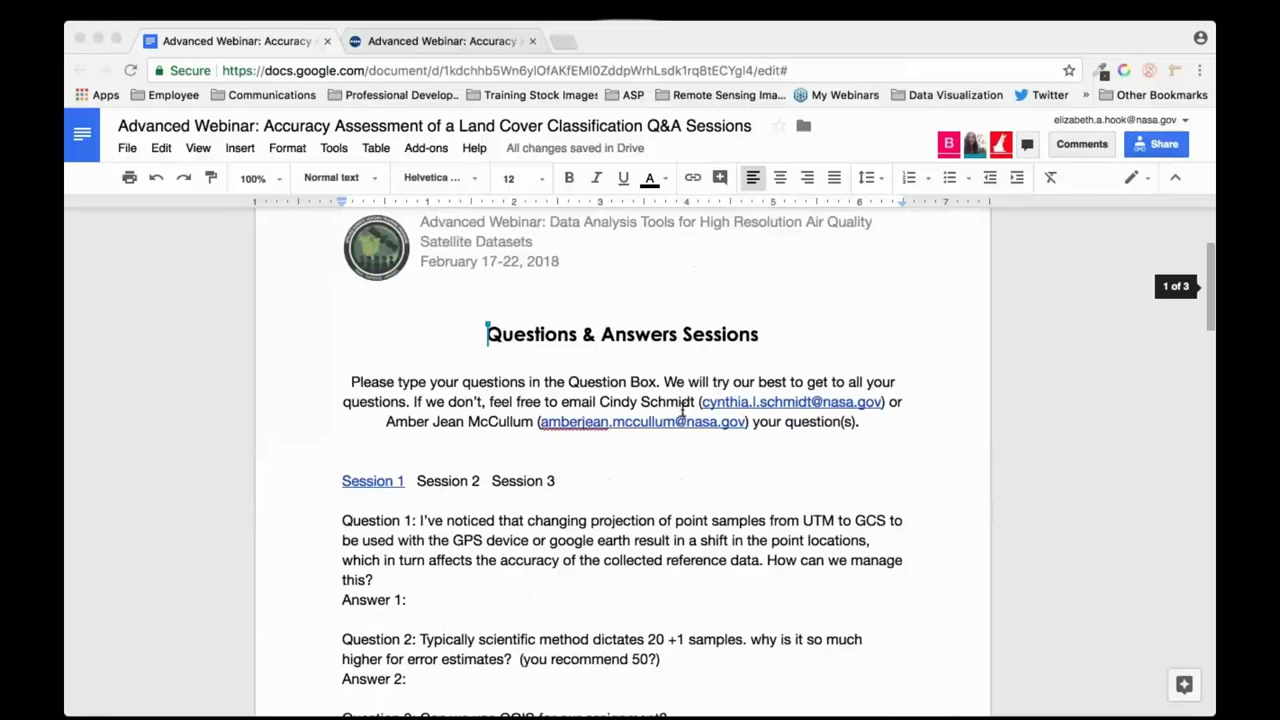 Advanced Webinar: Accuracy
Advanced Webinar: Accuracy
Secure https://docs.google.com/document/d/
Apps Employee Communications Professional Develop.. Training Stock Images ASP Remote Sensing Ima... My Webinars Data Visualization Twitter » Other Bookmarks
Advanced Webinar: Accuracy Assessment of a Land Cover Classification Q&A Sessions
elizabeth.a.hook@nasa.gov
File Edit View Insert Format Tools Table Add-ons Help All changes saved in Drive
B Comments Share
100% Normal text Helvetica ... 12 B I U A
1 1 2 3 4 5 6 7
Advanced Webinar: Data Analysis Tools for High Resolution Air Quality
Satellite Datasets
February 17-22, 2018
1 of 3
Questions & Answers Sessions
Please type your questions in the Question Box. We will try our best to get to all your
questions. If we don't, feel free to email Cindy Schmidt (cynthia.l.schmidt@nasa.gov) or
Amber Jean McCullum (amberjean.mccullum@nasa.gov) your question(s).
Session 1 Session 2 Session 3
Question 1: I've noticed that changing projection of point samples from UTM to GCS to
be used with the GPS device or google earth result in a shift in the point locations,
which in turn affects the accuracy of the collected reference data. How can we manage
this?
Answer 1:
Question 2: Typically scientific method dictates 20 +1 samples. why is it so much
higher for error estimates? (you recommend 50?)
Answer 2: